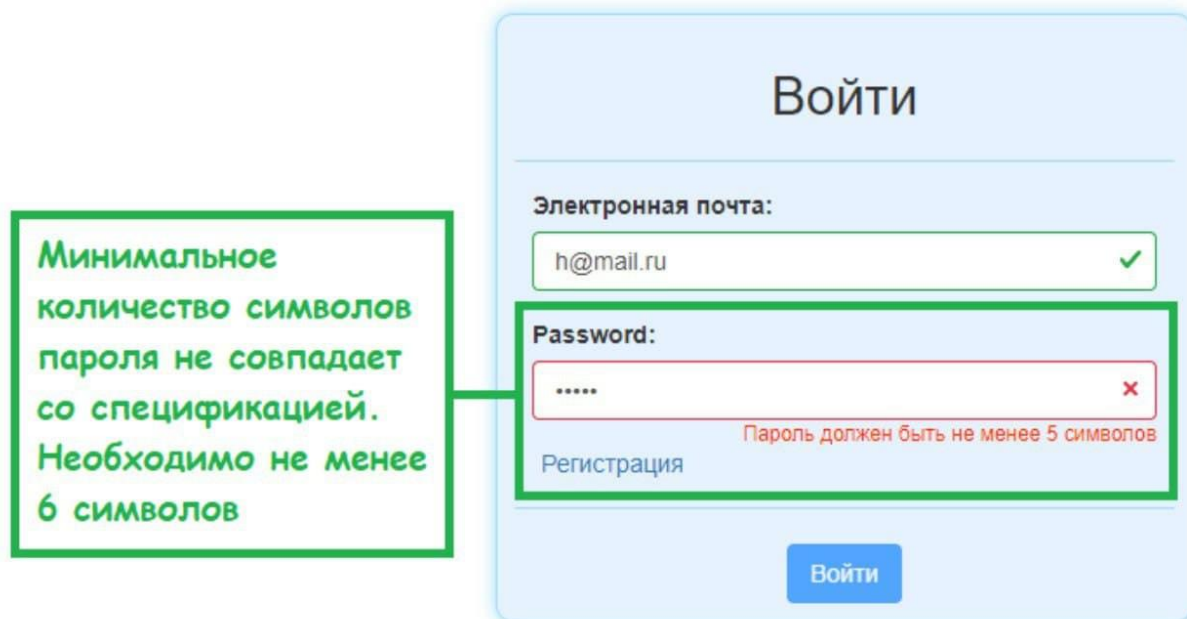 Войти
Электронная почта:
h@mail.ru
Минимальное
количество символов
пароля не совпадает
со спецификацией.
Необходимо не менее
6 символов
Password:
•••••
Пароль должен быть не менее 5 символов
Регистрация
Войти